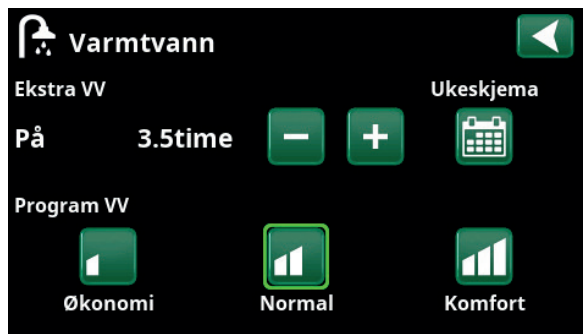 Varmtvann
Ekstra VV
Ukeskjema
På 3.5time
Program VV
Økonomi Normal Komfort